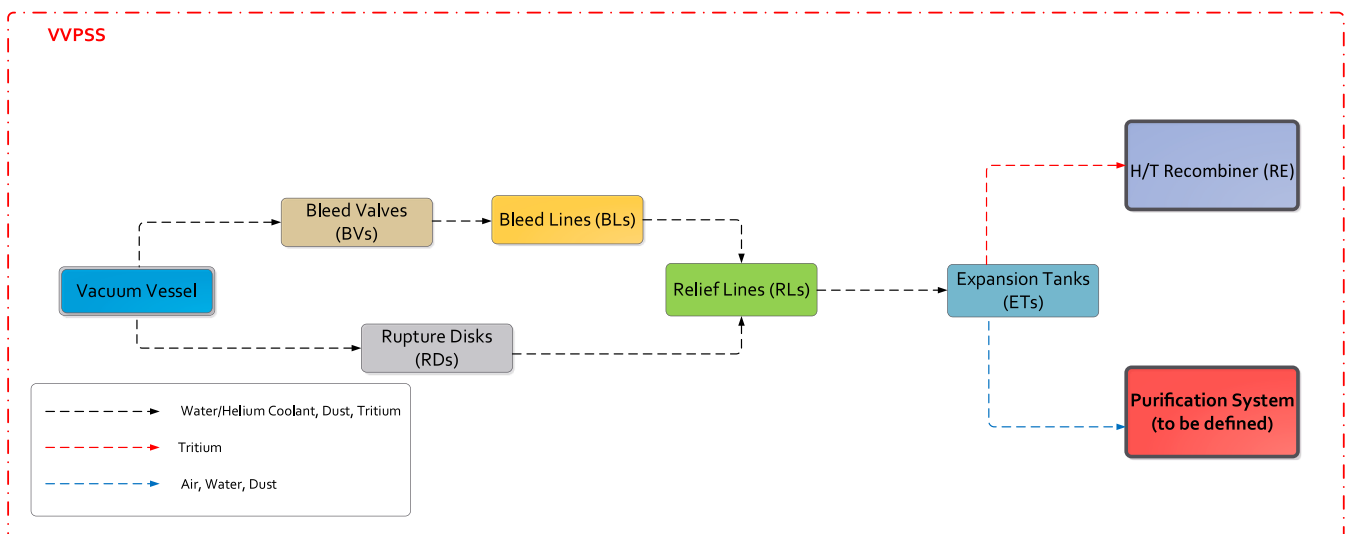 VVPSS
H/T Recombiner (RE)
Bleed Valves
(BVs)
Bleed Lines (BLs)
Vacuum Vessel
Relief Lines (RLs)
Expansion Tanks
(ETs)
Rupture Disks
(RDs)
Purification System
(to be defined)
Water/Helium Coolant, Dust, Tritium
Tritium
Air, Water, Dust